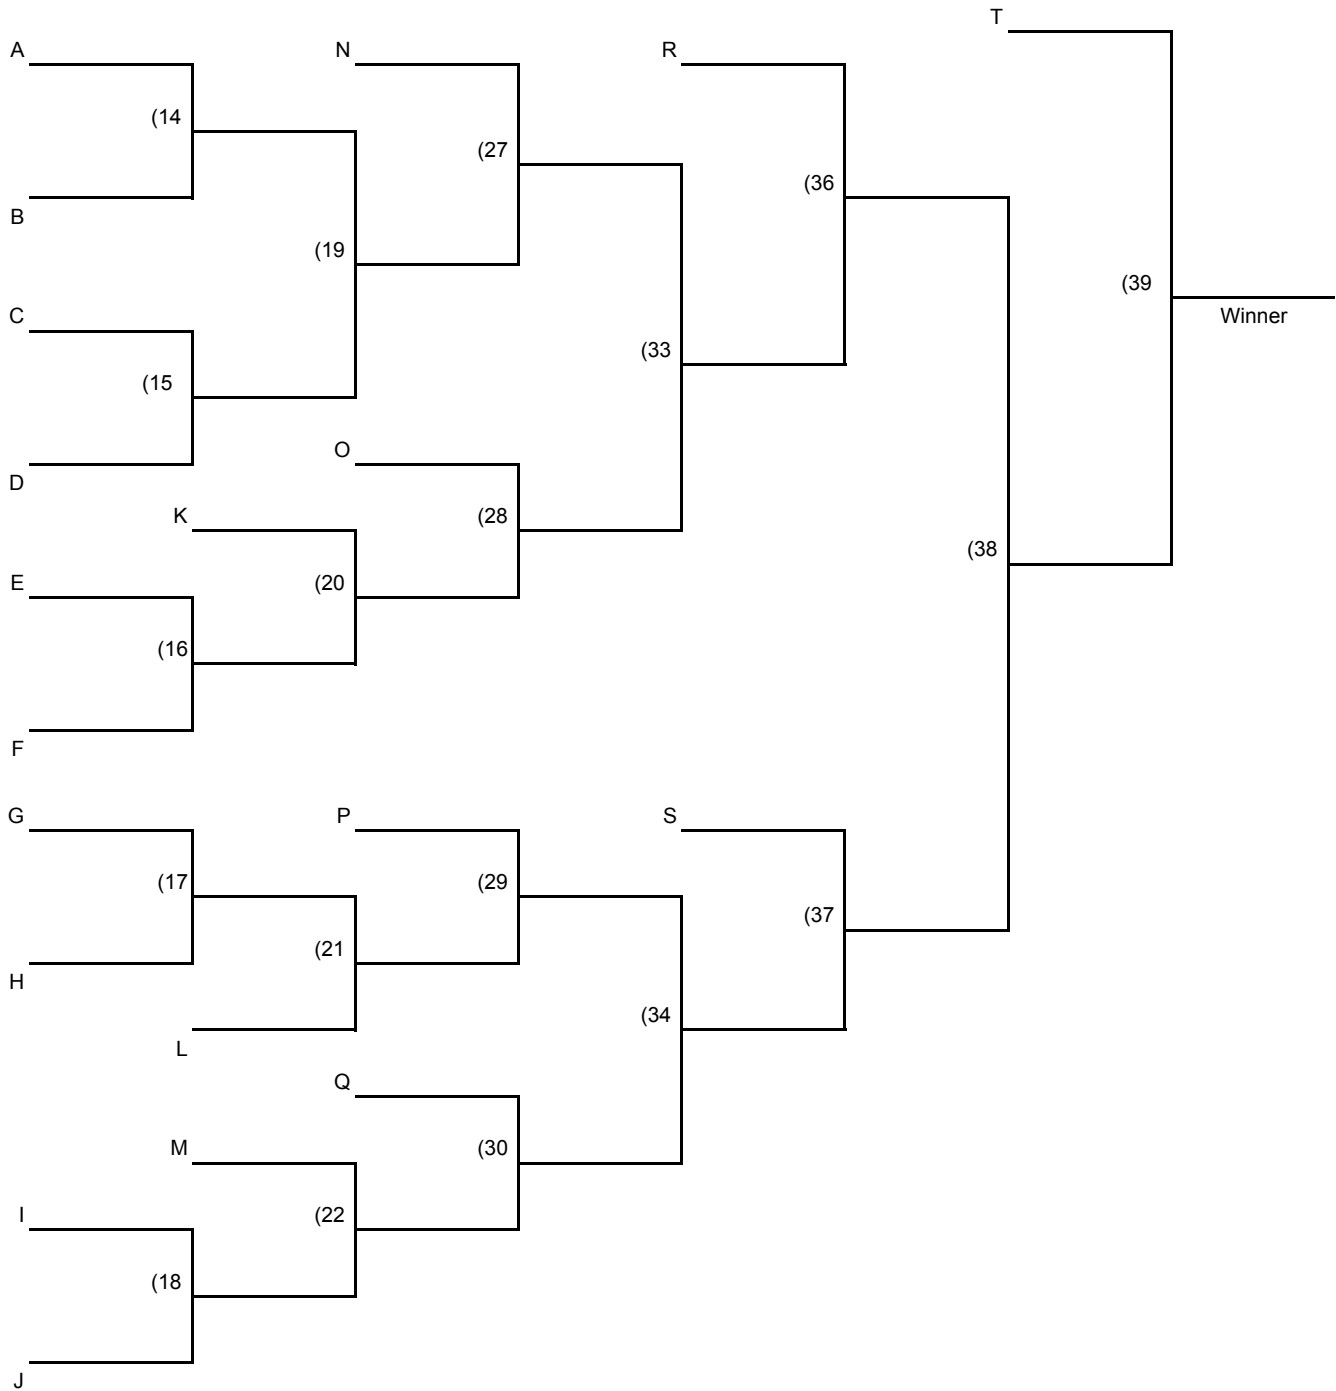 T
A
N
R
(14
(27
(36
B
(19
(39
Winner
C
(33
(15
O
D
K
(28
(38
E
(20
(16
F
G
P
S
(17
(29
(37
(21
H
(34
L
Q
M
(30
I
(22
(18
J